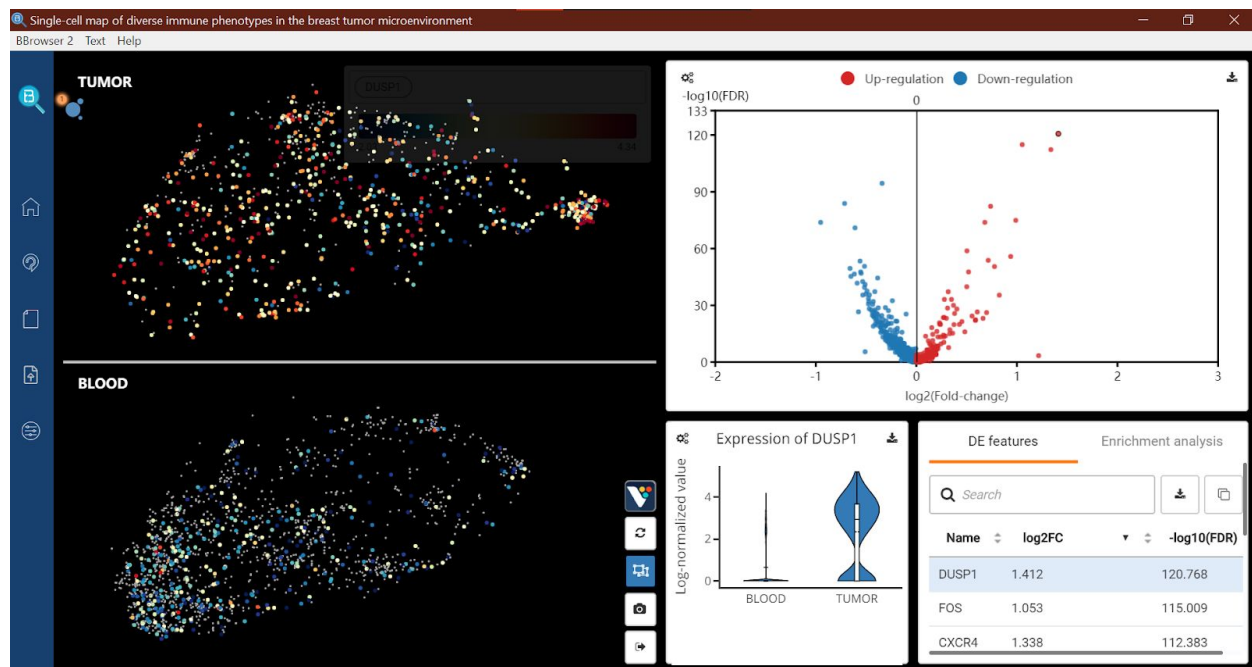 Single-cell map of diverse immune phenotypes in the breast tumor microenvironment
BBrowser 2 Text Help
B
1
TUMOR
DUSP1
4.34
BLOOD
Up-regulation Down-regulation
-log10(FDR)
0
133
120
90
60
30
0
-2 -1 0 1 2 3
log2(Fold-change)
Expression of DUSP1
Log-normalized value
4
2
0
BLOOD TUMOR
DE features Enrichment analysis
Search
Name log2FC -log10(FDR)
DUSP1 1.412 120.768
FOS 1.053 115.009
CXCR4 1.338 112.383